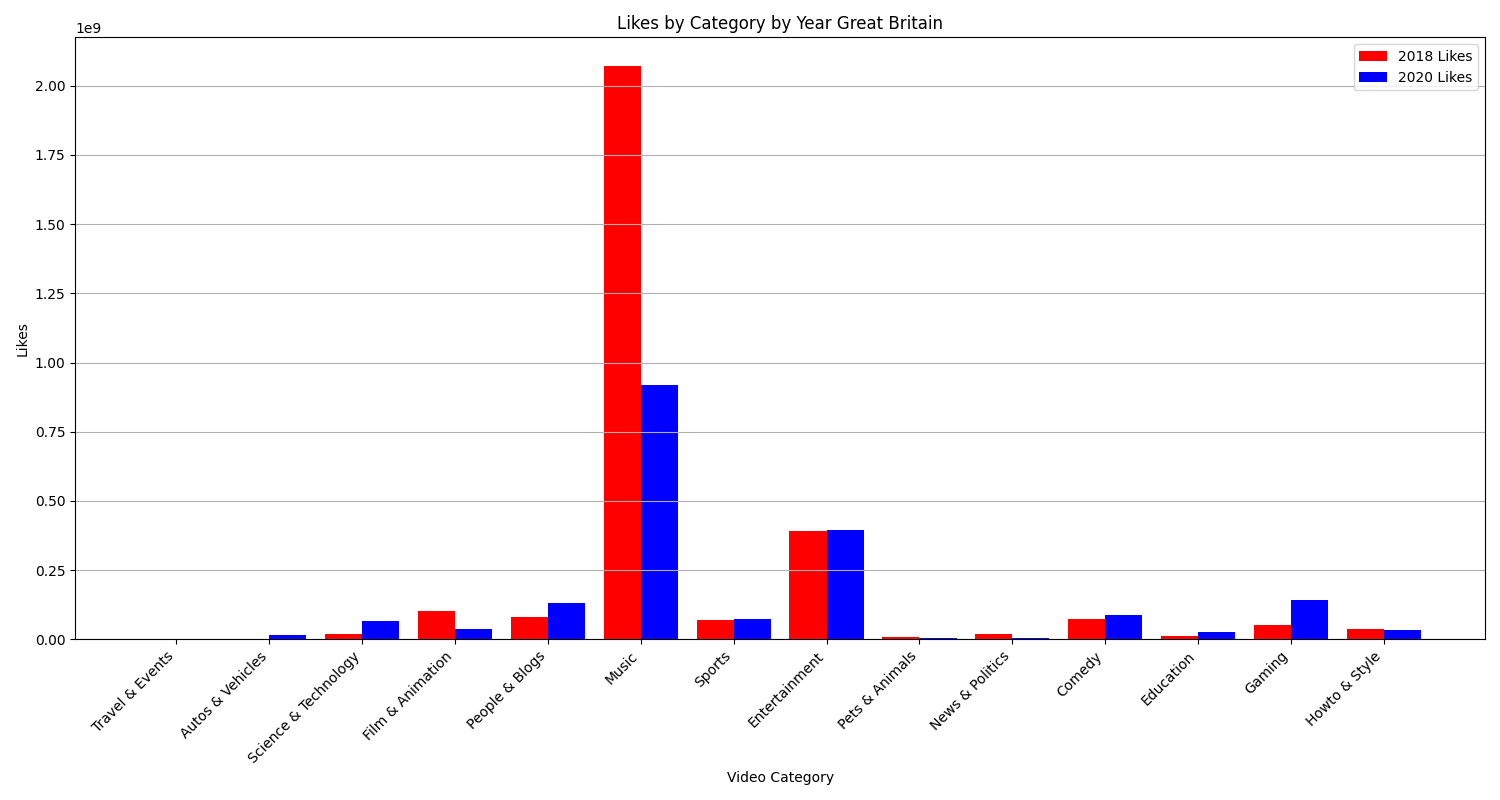 Likes by Category by Year Great Britain
1e9
2018 Likes
2020 Likes
2.00
1.75
1.50
1.25
1.00
0.75
0.50
0.25
0.00
Likes
Travel & Events
Autos & Vehicles
Science & Technology
Film & Animation
People & Blogs
Music
Sports
Entertainment
Pets & Animals
News & Politics
Comedy
Education
Gaming
Howto & Style
Video Category